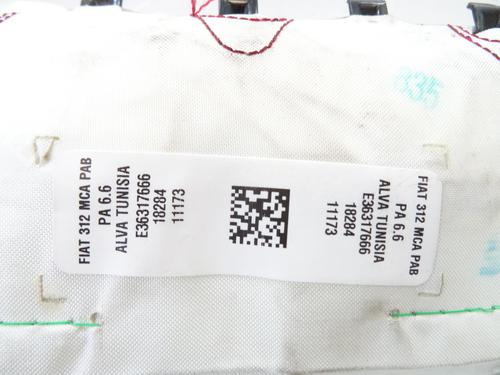 835
FIAT 312 MCA PAB
PA 6.6
ALVA TUNISIA
E36317666
18284
11173
FIAT 312 MCA PAB
PA 6.6
ALVA TUNISIA
E36317666
18284
11173